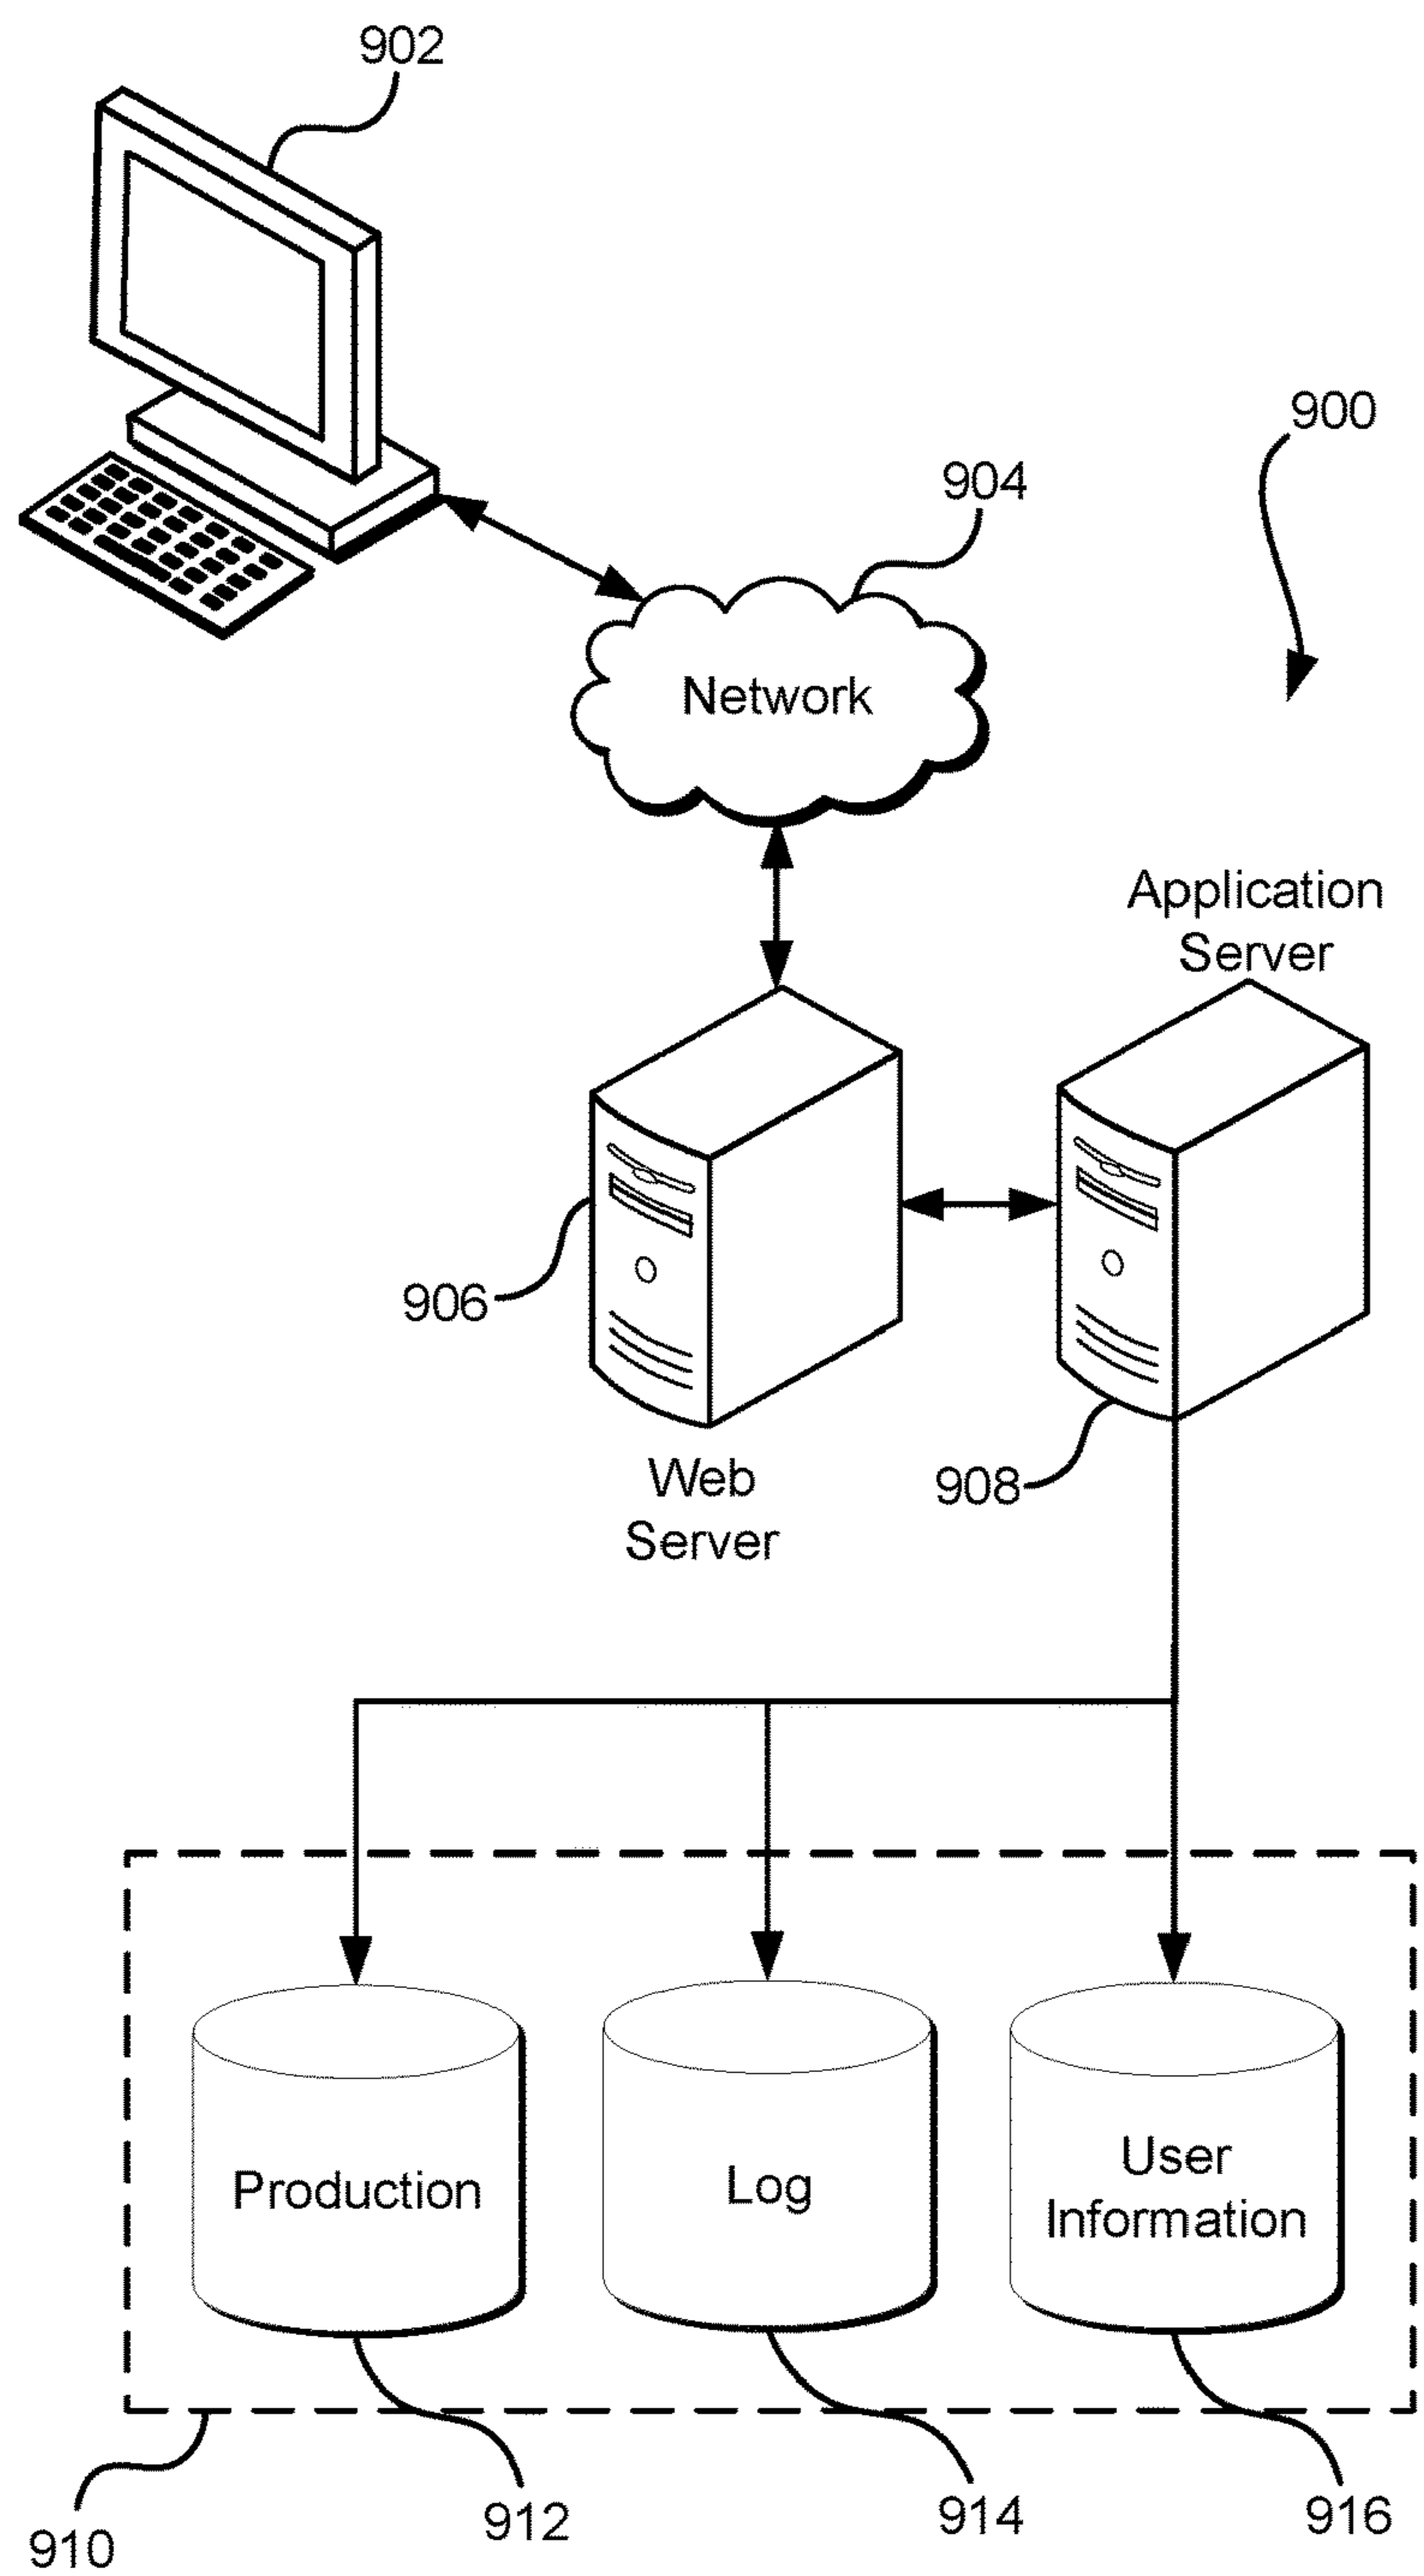 902
900
904
Network
Application
Server
906
908
Web
Server
Production
Log
User
Information
910
912
914
916